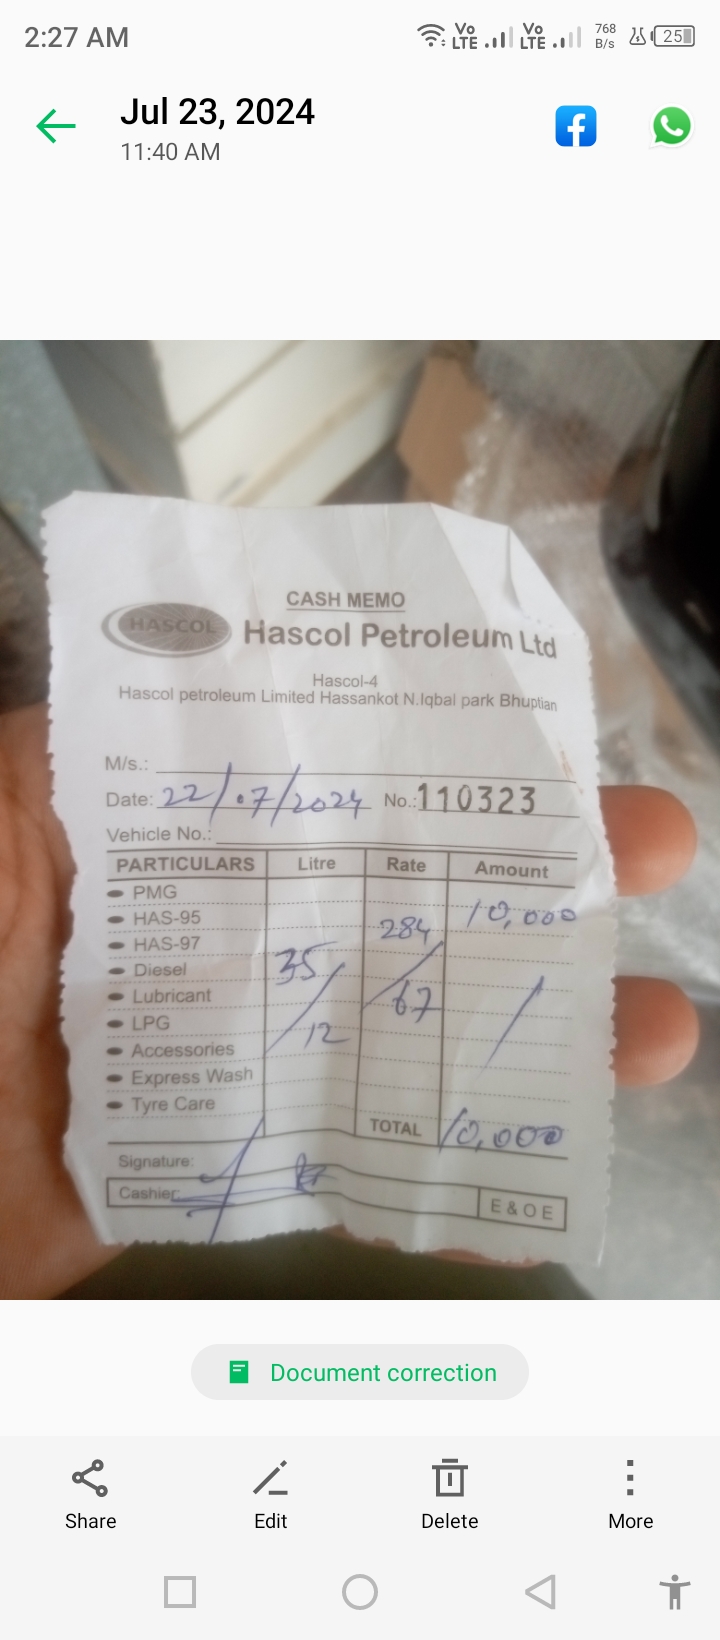 2:27 AM
Vo LTE Vo LTE 768 B/s 25
Jul 23, 2024
11:40 AM
CASH MEMO
HASCOL Hascol Petroleum Ltd
Hascol-4
Hascol petroleum Limited Hassankot N.Iqbal park Bhuptian
M/s.:
Date: 22/07/2024 No.: 110323
Vehicle No.:
PARTICULARS Litre Rate Amount
PMG
HAS-95 10,000
HAS-97 284
Diesel 35
Lubricant 67
LPG 12
Accessories
Express Wash
Tyre Care
TOTAL 10,000
Signature:
Cashier: E & O E
Document correction
Share Edit Delete More